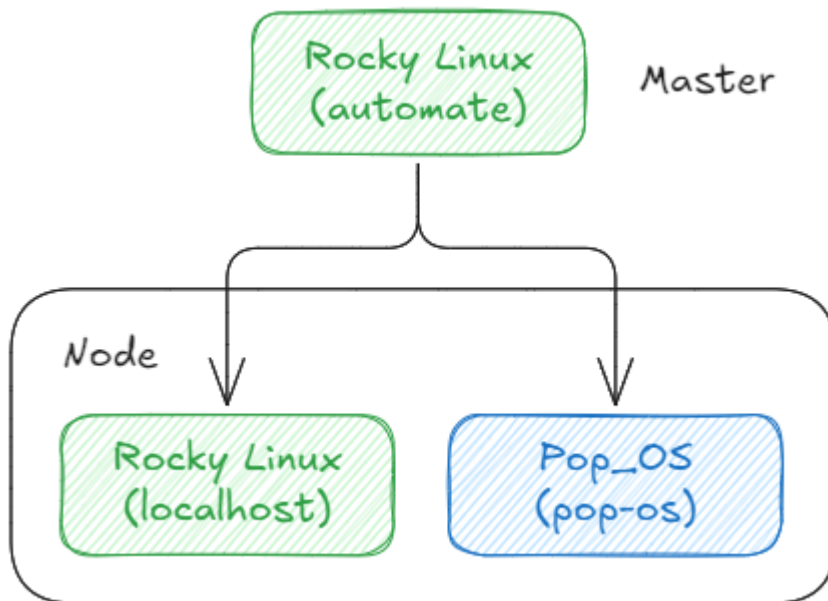 Rocky Linux
(automate)
Master
Node
Rocky Linux
(localhost)
Pop_OS
(pop-os)